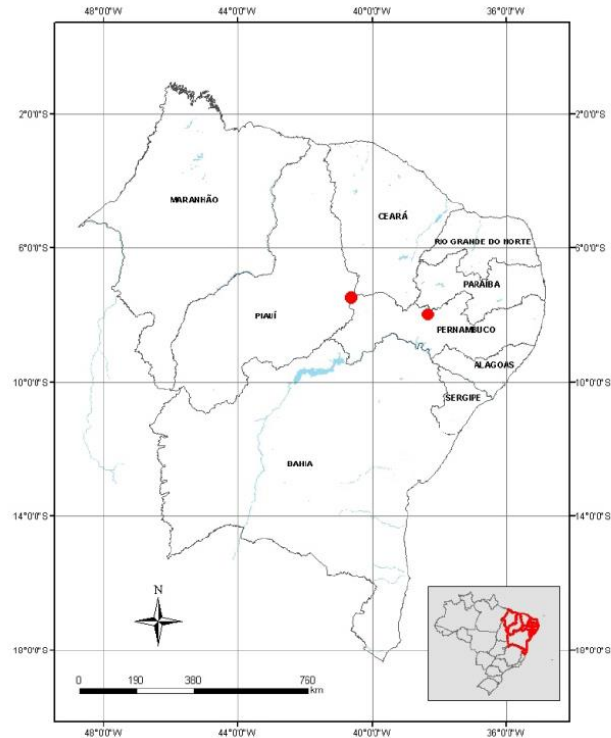 48°0'0"W 44°0'0"W 40°0'0"W 36°0'0"W
2°0'0"S 2°0'0"S
MARANHÃO
CEARÁ
RIO GRANDE DO NORTE
6°0'0"S 6°0'0"S
PARAÍBA
PIAUÍ
PERNAMBUCO
ALAGOAS
10°0'0"S 10°0'0"S
SERGIPE
BAHIA
14°0'0"S 14°0'0"S
N
18°0'0"S 18°0'0"S
0 190 380 760
km
48°0'0"W 44°0'0"W 40°0'0"W 36°0'0"W